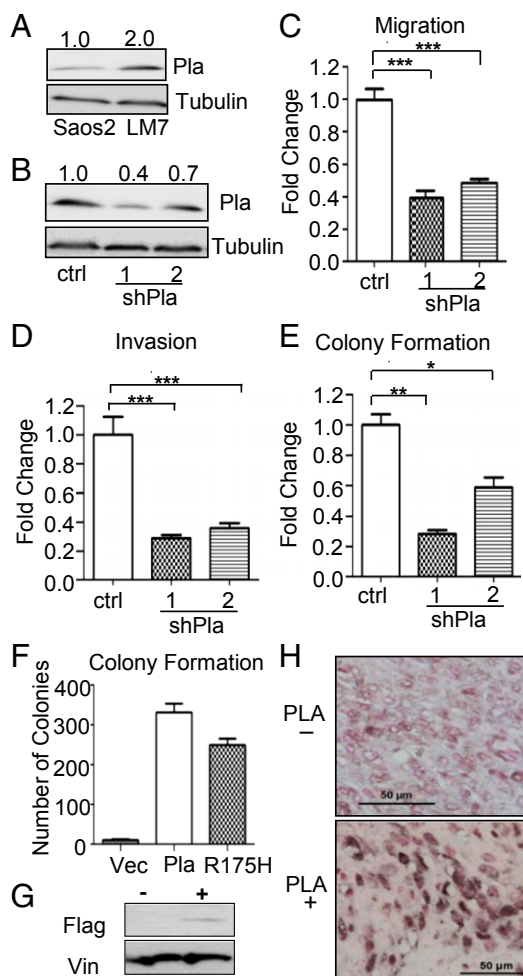 A
1.0 2.0
Pla
Tubulin
Saos2 LM7
B
1.0 0.4 0.7
Pla
Tubulin
ctrl 1 2
shPla
C
Migration
***
***
Fold Change
1.2
1.0
0.8
0.6
0.4
0.2
0.0
ctrl 1 2
shPla
D
Invasion
***
***
Fold Change
1.2
1.0
0.8
0.6
0.4
0.2
0.0
ctrl 1 2
shPla
E
Colony Formation
*
**
Fold Change
1.2
1.0
0.8
0.6
0.4
0.2
0.0
ctrl 1 2
shPla
F
Colony Formation
Number of Colonies
400
300
200
100
0
Vec Pla R175H
G
- +
Flag
Vin
H
PLA
–
50 µm
PLA
+
50 µm